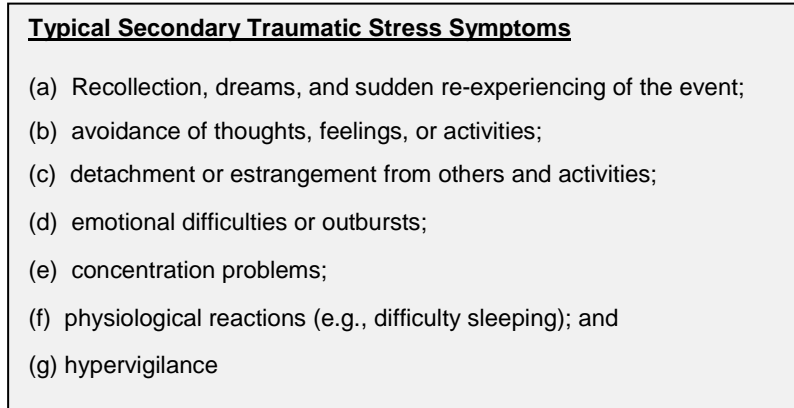 Typical Secondary Traumatic Stress Symptoms
(a) Recollection, dreams, and sudden re-experiencing of the event;
(b) avoidance of thoughts, feelings, or activities;
(c) detachment or estrangement from others and activities;
(d) emotional difficulties or outbursts;
(e) concentration problems;
(f) physiological reactions (e.g., difficulty sleeping); and
(g) hypervigilance